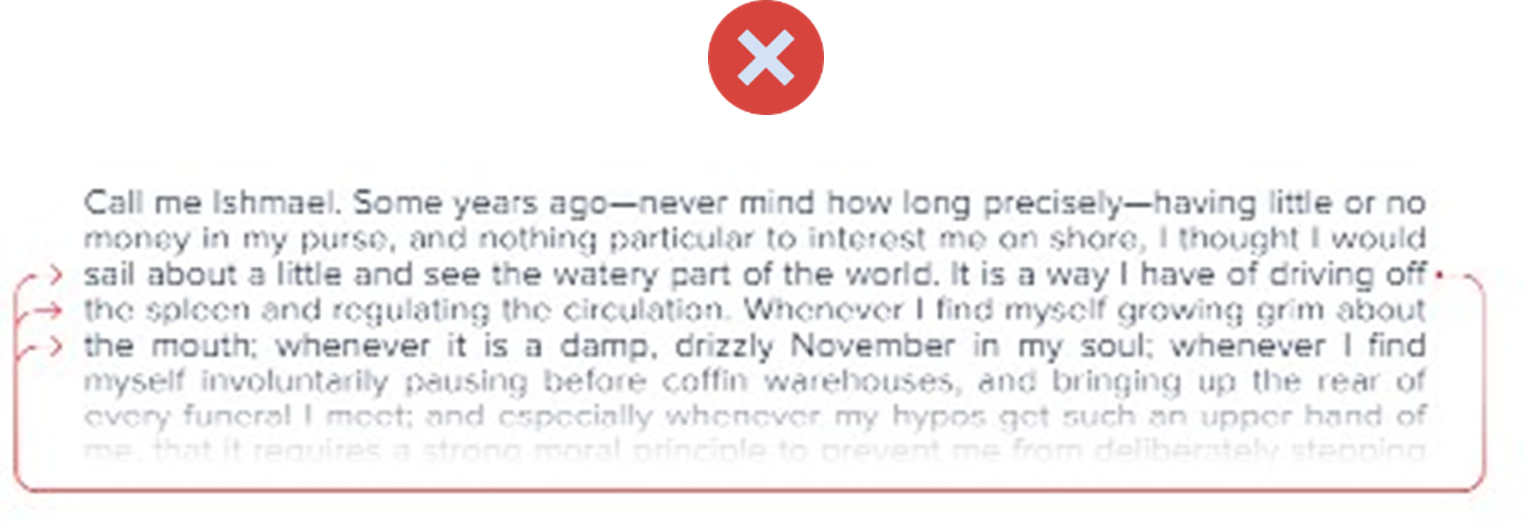 Call me Ishmael. Some years ago—never mind how long precisely—having little or no
money in my purse, and nothing particular to interest me on shore, I thought I would
sail about a little and see the watery part of the world. It is a way I have of driving off
the spleen and regulating the circulation. Whenever I find myself growing grim about
the mouth; whenever it is a damp, drizzly November in my soul; whenever I find
myself involuntarily pausing before coffin warehouses, and bringing up the rear of
every funeral I meet; and especially whenever my hypos get such an upper hand of
me, that it requires a strong moral principle to prevent me from deliberately stepping